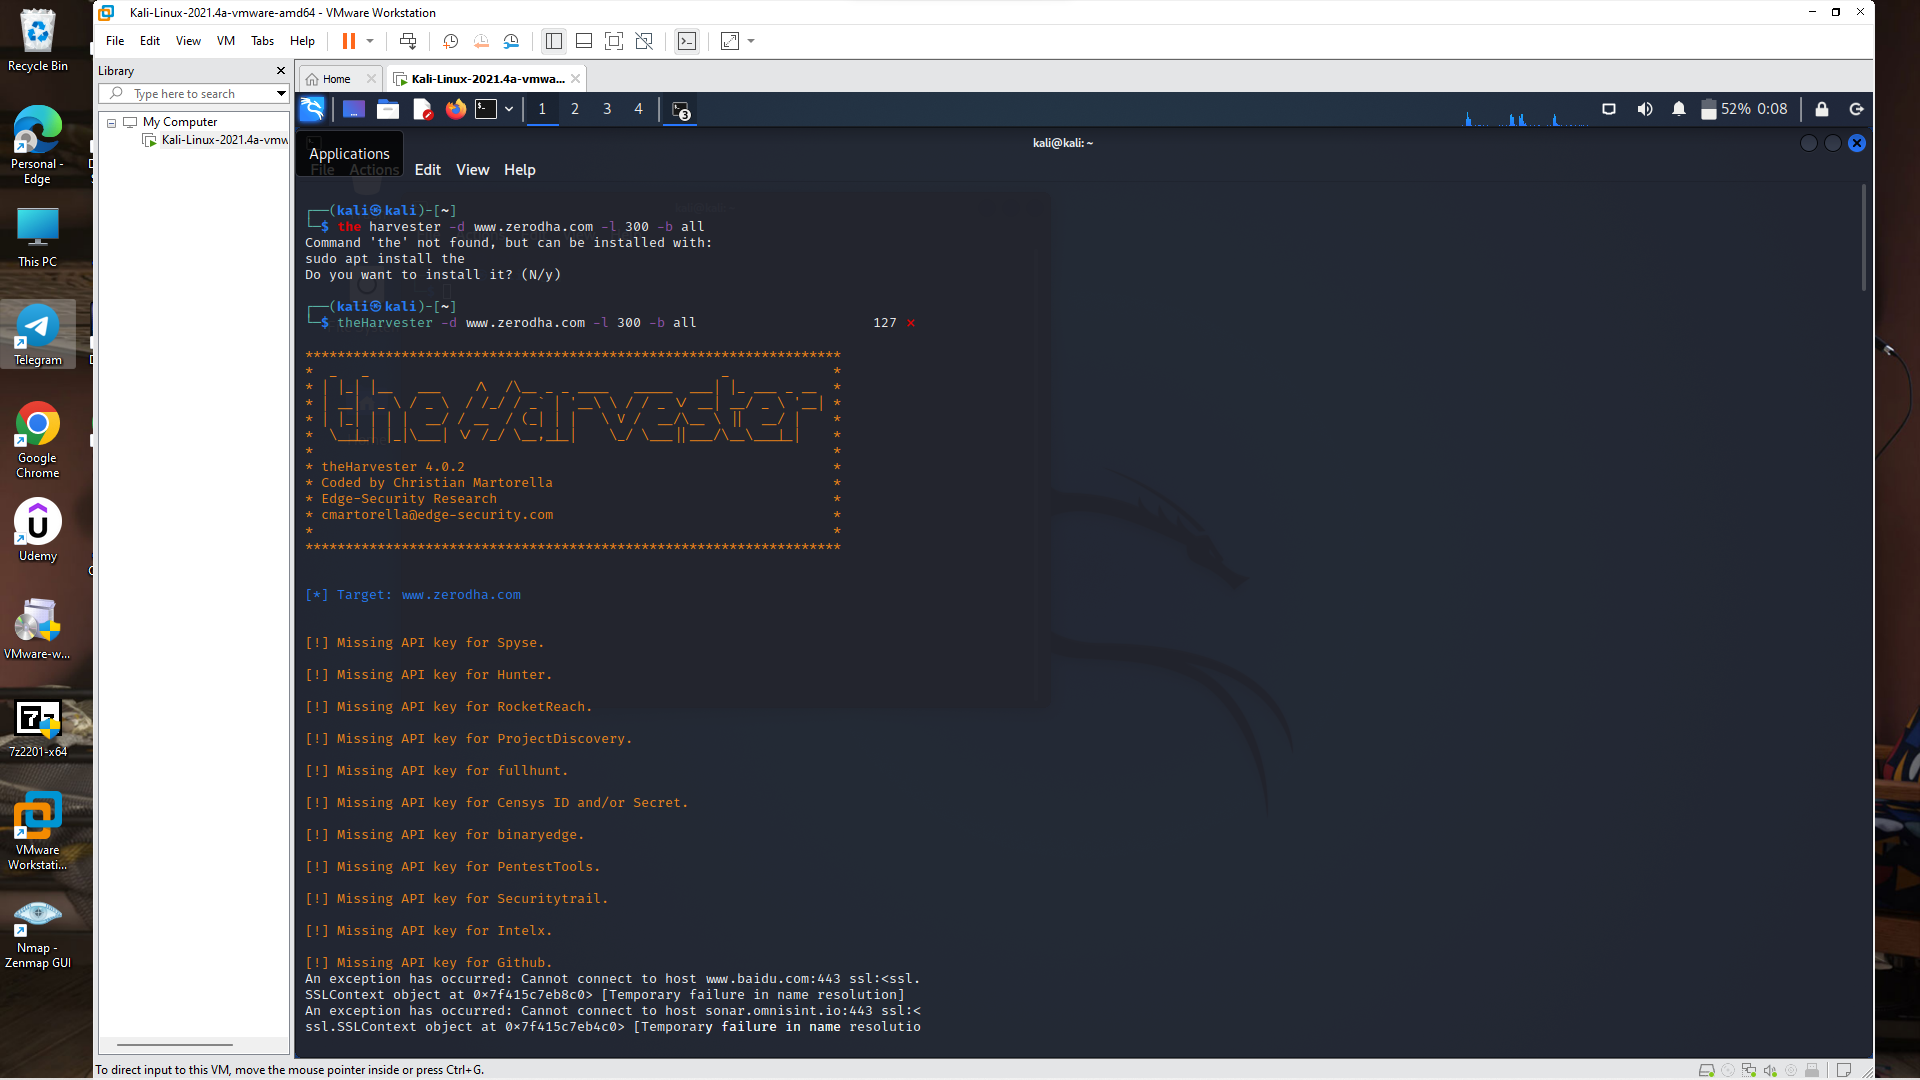 Kali-Linux-2021.4a-vmware-amd64 - VMware Workstation
File Edit View VM Tabs Help
Library
Type here to search
My Computer
Kali-Linux-2021.4a-vmw
Home
Kali-Linux-2021.4a-vmwa...
1 2 3 4
3
52% 0:08
kali@kali: ~
Applications
File Actions Edit View Help
Recycle Bin
Personal - Edge
This PC
Telegram
Google Chrome
Udemy
VMware-w...
7z2201-x64
VMware Workstati...
Nmap - Zenmap GUI
┌──(kali㉿kali)-[~]
└─$ the harvester -d www.zerodha.com -l 300 -b all
Command 'the' not found, but can be installed with:
sudo apt install the
Do you want to install it? (N/y)
┌──(kali㉿kali)-[~]
└─$ theHarvester -d www.zerodha.com -l 300 -b all 127 ⨯
*******************************************************************
theHarvester
* theHarvester 4.0.2 *
* Coded by Christian Martorella *
* Edge-Security Research *
* cmartorella@edge-security.com *
* *
*******************************************************************
[*] Target: www.zerodha.com
[!] Missing API key for Spyse.
[!] Missing API key for Hunter.
[!] Missing API key for RocketReach.
[!] Missing API key for ProjectDiscovery.
[!] Missing API key for fullhunt.
[!] Missing API key for Censys ID and/or Secret.
[!] Missing API key for binaryedge.
[!] Missing API key for PentestTools.
[!] Missing API key for Securitytrail.
[!] Missing API key for Intelx.
[!] Missing API key for Github.
An exception has occurred: Cannot connect to host www.baidu.com:443 ssl:<ssl.
SSLContext object at 0x7f415c7eb8c0> [Temporary failure in name resolution]
An exception has occurred: Cannot connect to host sonar.omnisint.io:443 ssl:<
ssl.SSLContext object at 0x7f415c7eb4c0> [Temporary failure in name resolutio
To direct input to this VM, move the mouse pointer inside or press Ctrl+G.